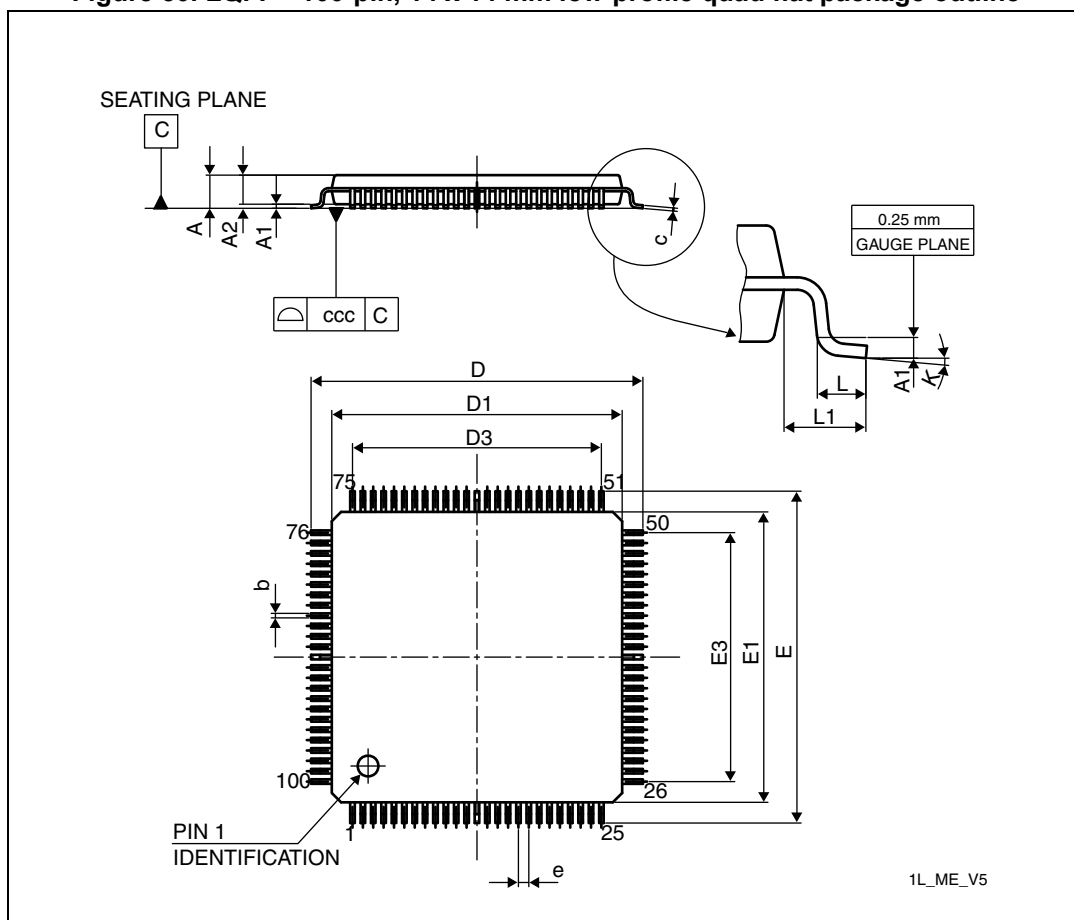 SEATING PLANE
C
A
A2
A1
c
ccc C
0.25 mm
GAUGE PLANE
A1
K
L
L1
D
D1
D3
75
51
76
50
b
E3
E1
E
100
26
1
25
PIN 1
IDENTIFICATION
e
1L_ME_V5